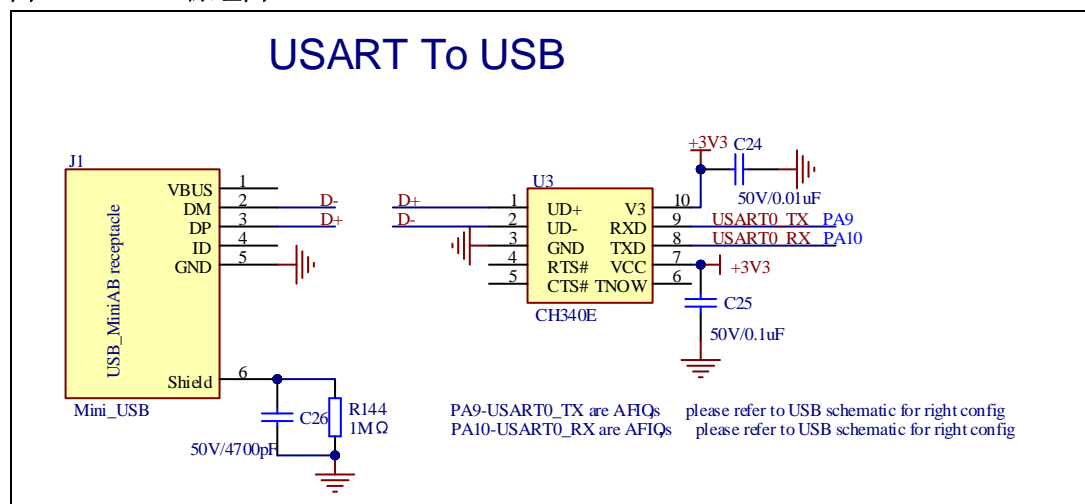 USART To USB
J1
USB_MiniAB receptacle
VBUS 1
DM 2 D-
DP 3 D+
ID 4
GND 5
Shield 6
Mini_USB
C26
50V/4700pF
R144
1MΩ
U3
D+ 1 UD+
D- 2 UD-
3 GND
4 RTS#
5 CTS#
V3 10
RXD 9 USART0_TX PA9
TXD 8 USART0_RX PA10
VCC 7
TNOW 6
CH340E
+3V3
C24
50V/0.01uF
+3V3
C25
50V/0.1uF
PA9-USART0_TX are AFIOs please refer to USB schematic for right config
PA10-USART0_RX are AFIOs please refer to USB schematic for right config